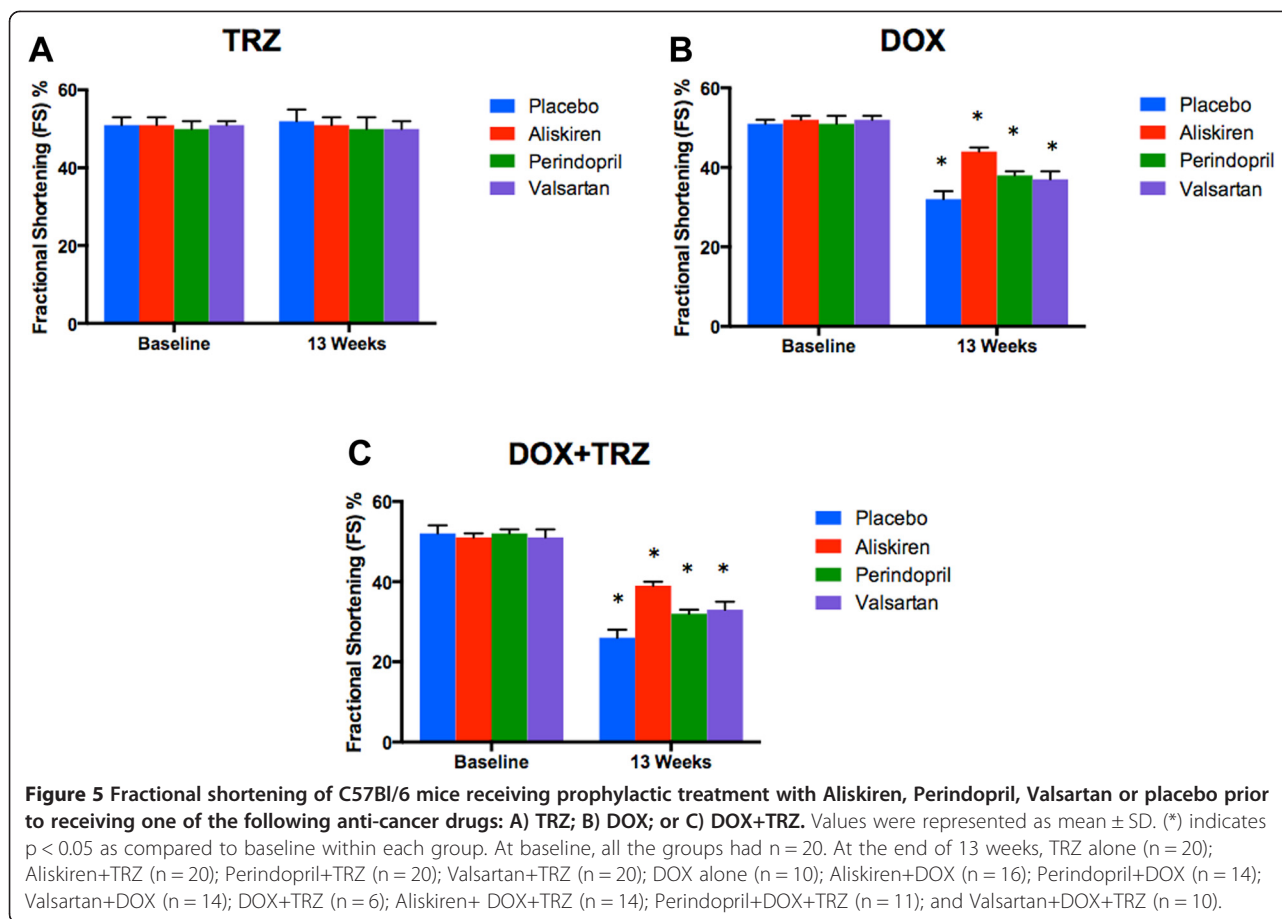 A
TRZ
Fractional Shortening (FS) %
60
40
20
0
Baseline
13 Weeks
Placebo
Aliskiren
Perindopril
Valsartan
B
DOX
Fractional Shortening (FS) %
60
40
20
0
* * * *
Baseline
13 Weeks
Placebo
Aliskiren
Perindopril
Valsartan
C
DOX+TRZ
Fractional Shortening (FS) %
60
40
20
0
* * * *
Baseline
13 Weeks
Placebo
Aliskiren
Perindopril
Valsartan
Figure 5 Fractional shortening of C57Bl/6 mice receiving prophylactic treatment with Aliskiren, Perindopril, Valsartan or placebo prior
to receiving one of the following anti-cancer drugs: A) TRZ; B) DOX; or C) DOX+TRZ. Values were represented as mean ± SD. (*) indicates
p < 0.05 as compared to baseline within each group. At baseline, all the groups had n = 20. At the end of 13 weeks, TRZ alone (n = 20);
Aliskiren+TRZ (n = 20); Perindopril+TRZ (n = 20); Valsartan+TRZ (n = 20); DOX alone (n = 10); Aliskiren+DOX (n = 16); Perindopril+DOX (n = 14);
Valsartan+DOX (n = 14); DOX+TRZ (n = 6); Aliskiren+ DOX+TRZ (n = 14); Perindopril+DOX+TRZ (n = 11); and Valsartan+DOX+TRZ (n = 10).